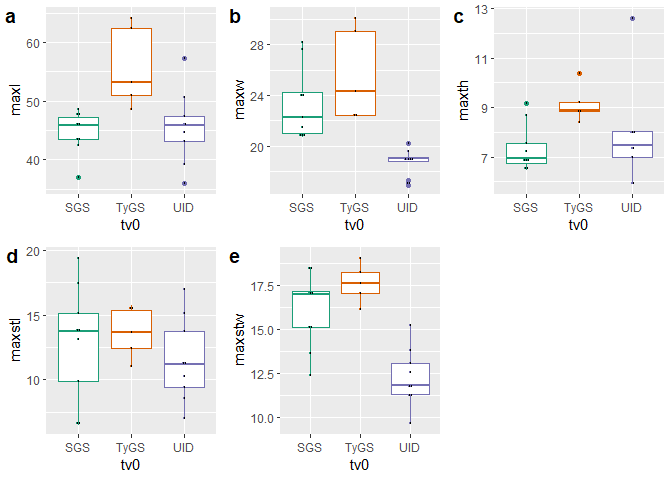 a
maxl
60
50
40
SGS TyGS UID
tv0
b
maxw
28
24
20
SGS TyGS UID
tv0
c
maxth
13
11
9
7
SGS TyGS UID
tv0
d
maxstl
20
15
10
SGS TyGS UID
tv0
e
maxstw
17.5
15.0
12.5
10.0
SGS TyGS UID
tv0